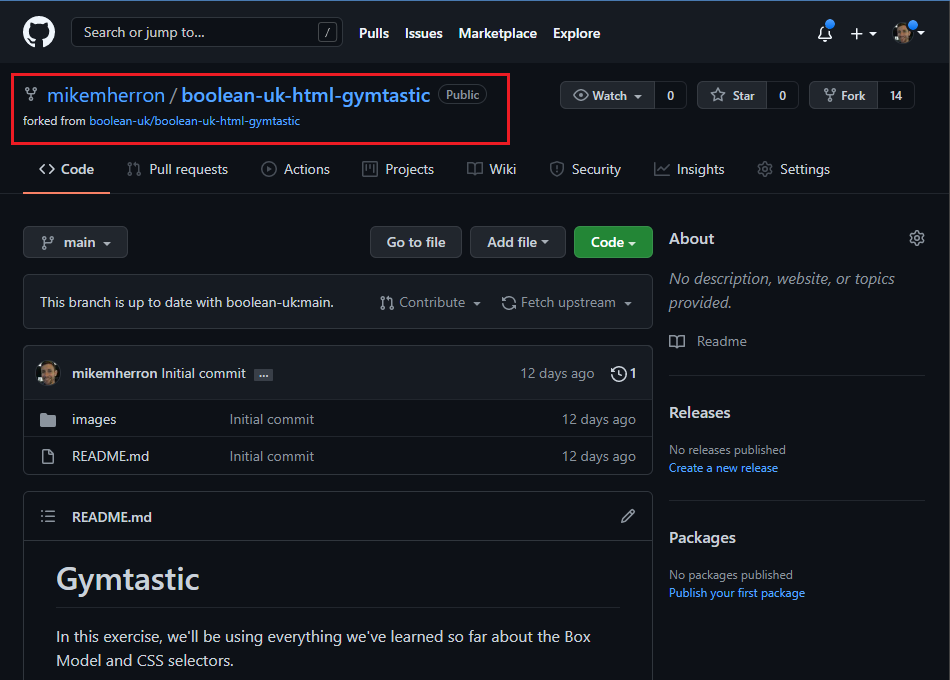 Search or jump to... /
Pulls Issues Marketplace Explore
mikemherron / boolean-uk-html-gymtastic Public
forked from boolean-uk/boolean-uk-html-gymtastic
Watch 0 Star 0 Fork 14
Code Pull requests Actions Projects Wiki Security Insights Settings
main Go to file Add file Code
This branch is up to date with boolean-uk:main. Contribute Fetch upstream
mikemherron Initial commit ... 12 days ago 1
images Initial commit 12 days ago
README.md Initial commit 12 days ago
README.md
Gymtastic
In this exercise, we'll be using everything we've learned so far about the Box
Model and CSS selectors.
About
No description, website, or topics
provided.
Readme
Releases
No releases published
Create a new release
Packages
No packages published
Publish your first package